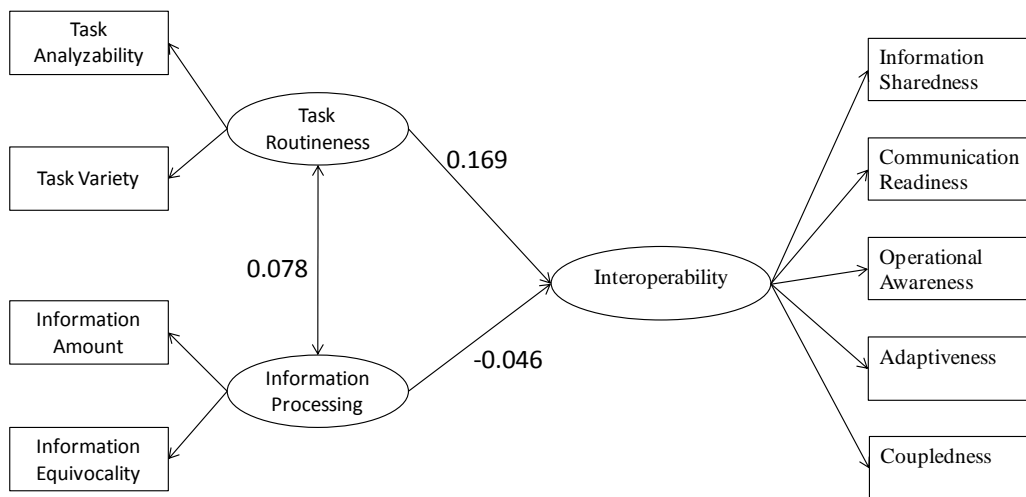 Task
Analyzability
Task Variety
Information
Amount
Information
Equivocality
Task
Routineness
0.078
Information
Processing
0.169
-0.046
Interoperability
Information
Sharedness
Communication
Readiness
Operational
Awareness
Adaptiveness
Coupledness